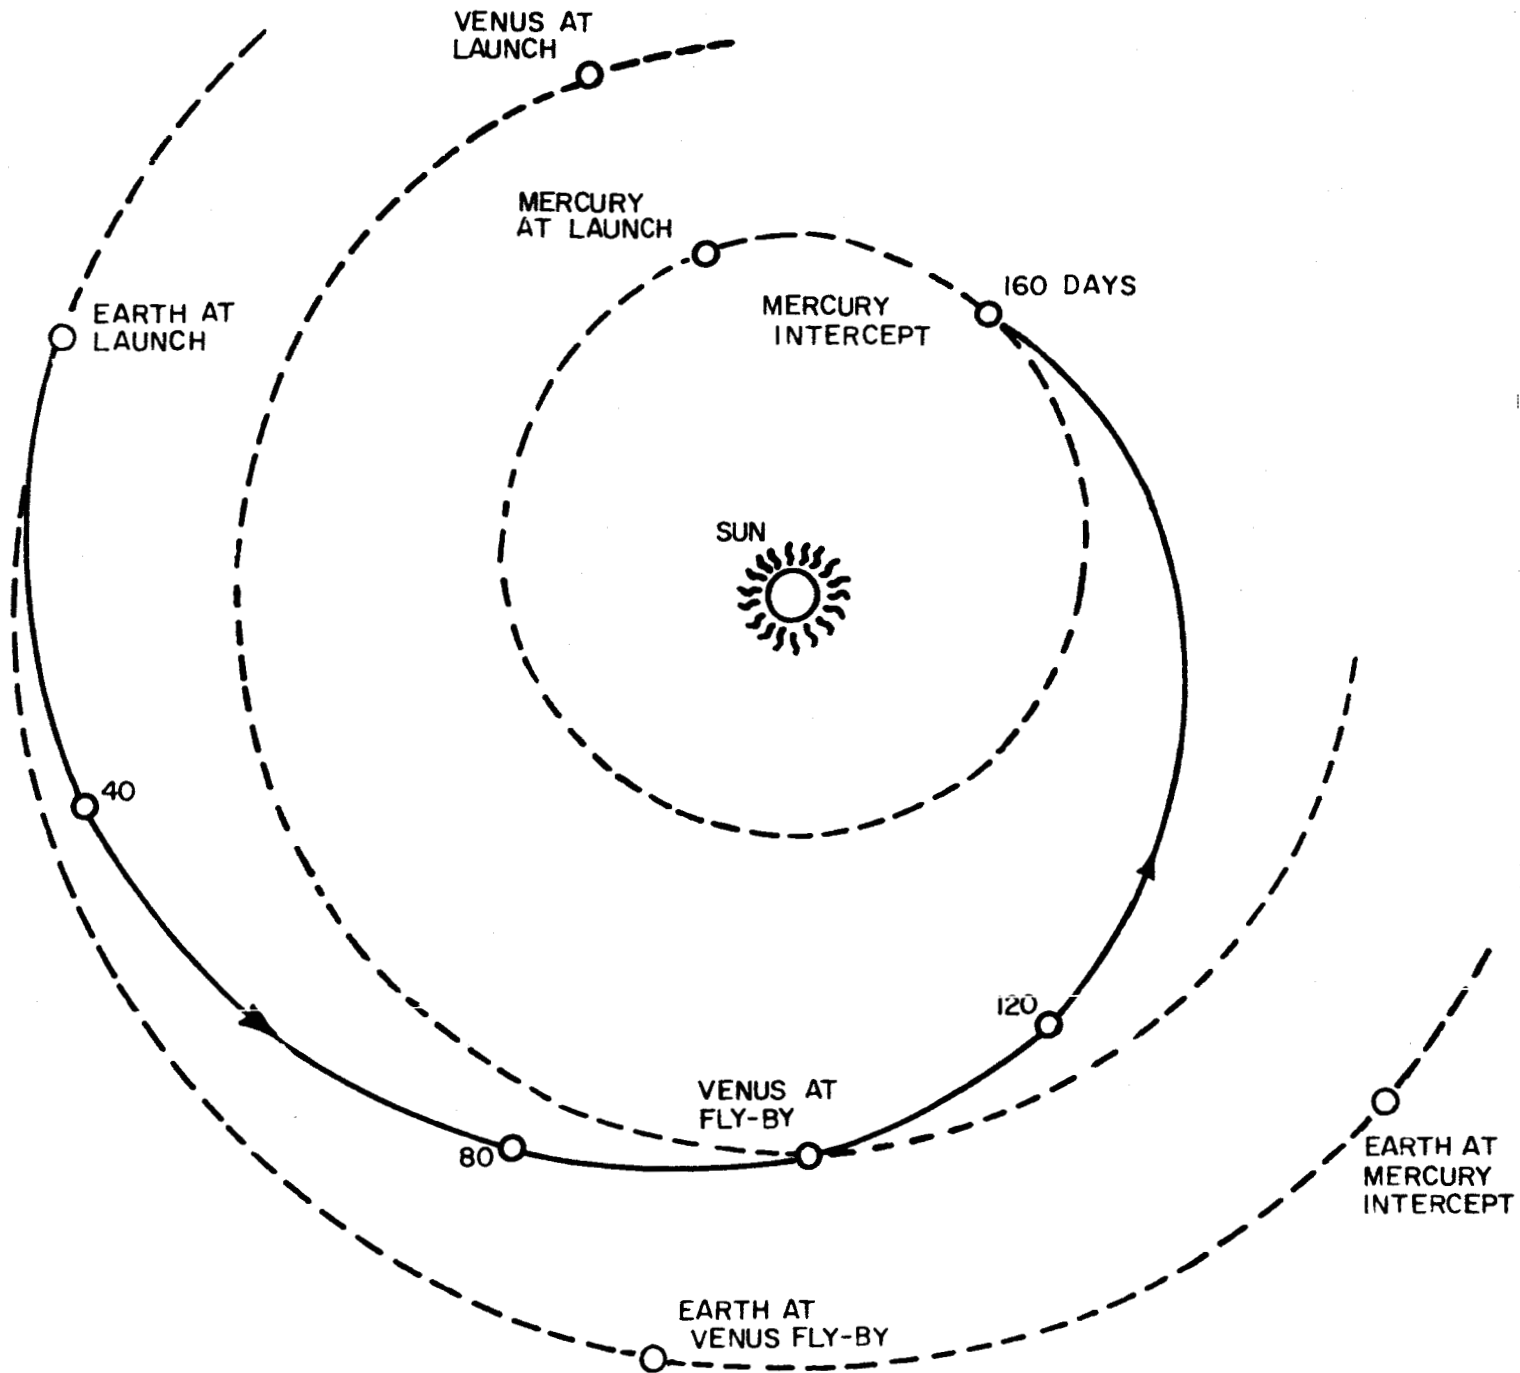 VENUS AT
LAUNCH
MERCURY
AT LAUNCH
160 DAYS
MERCURY
INTERCEPT
EARTH AT
LAUNCH
SUN
40
120
VENUS AT
FLY-BY
80
EARTH AT
MERCURY
INTERCEPT
EARTH AT
VENUS FLY-BY